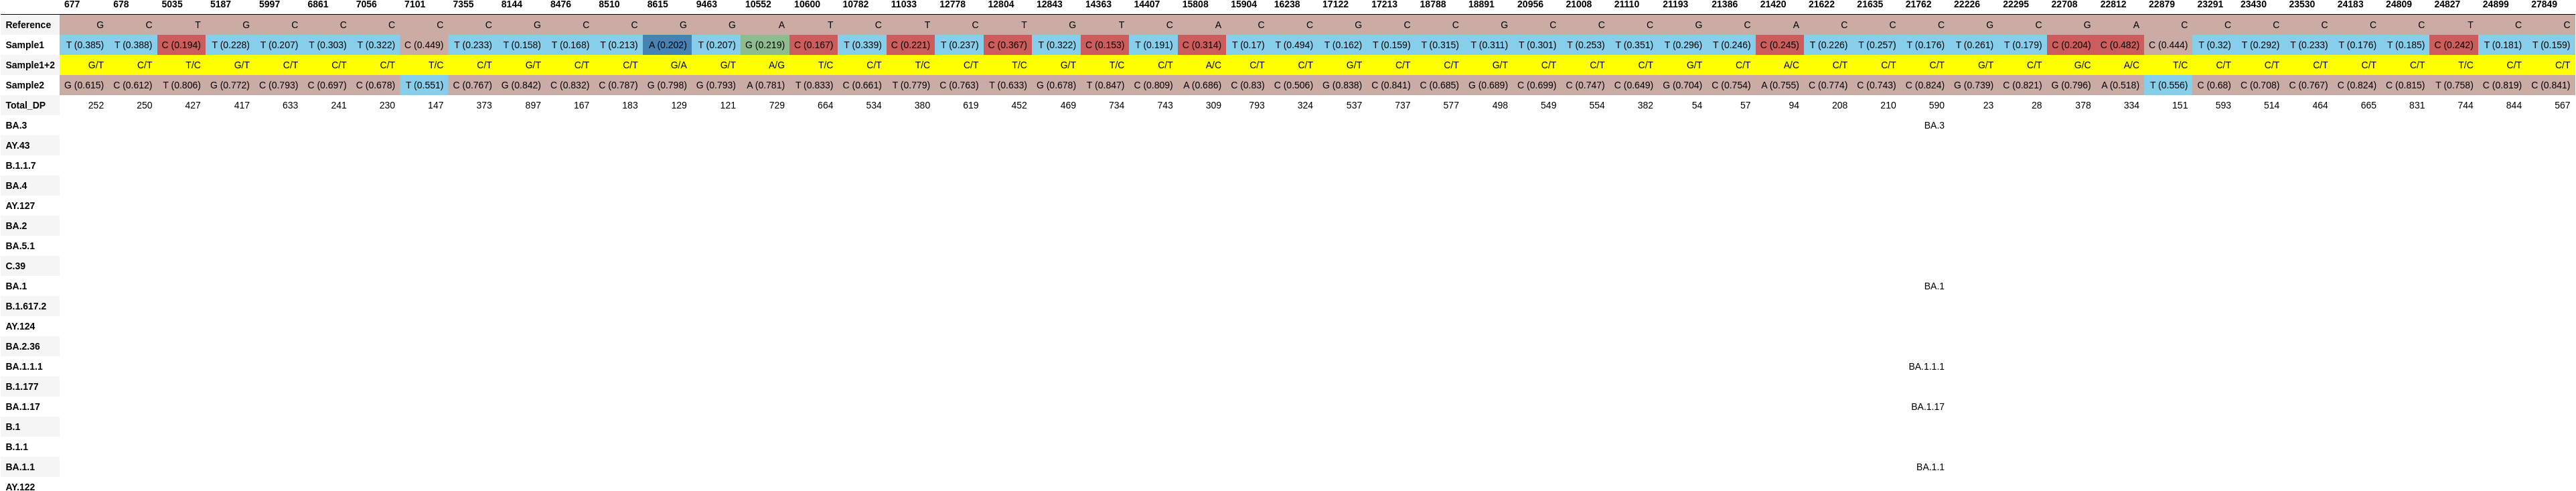 677 678 5035 5187 5997 6861 7056 7101 7355 8144 8476 8510 8615 9463 10552 10600 10782 11033 12778 12804 12843 14363 14407 15808 15904 16238 17122 17213 18788 18891 20956 21008 21110 21193 21386 21420 21622 21635 21762 22226 22295 22708 22812 22879 23291 23430 23530 24183 24809 24827 24899 27849
Reference G C T G C C C C C G C C G G A T C T C T G T C A C C G C C G C C C G C A C C C G C G A C C C C C C T C C
Sample1 T (0.385) T (0.388) C (0.194) T (0.228) T (0.207) T (0.303) T (0.322) C (0.449) T (0.233) T (0.158) T (0.168) T (0.213) A (0.202) T (0.207) G (0.219) C (0.167) T (0.339) C (0.221) T (0.237) C (0.367) T (0.322) C (0.153) T (0.191) C (0.314) T (0.17) T (0.494) T (0.162) T (0.159) T (0.315) T (0.311) T (0.301) T (0.253) T (0.351) T (0.296) T (0.246) C (0.245) T (0.226) T (0.257) T (0.176) T (0.261) T (0.179) C (0.204) C (0.482) C (0.444) T (0.32) T (0.292) T (0.233) T (0.176) T (0.185) C (0.242) T (0.181) T (0.159)
Sample1+2 G/T C/T T/C G/T C/T C/T C/T T/C C/T G/T C/T C/T G/A G/T A/G T/C C/T T/C C/T T/C G/T T/C C/T A/C C/T C/T G/T C/T C/T G/T C/T C/T C/T G/T C/T A/C C/T C/T C/T G/T C/T G/C A/C T/C C/T C/T C/T C/T C/T T/C C/T C/T
Sample2 G (0.615) C (0.612) T (0.806) G (0.772) C (0.793) C (0.697) C (0.678) T (0.551) C (0.767) G (0.842) C (0.832) C (0.787) G (0.798) G (0.793) A (0.781) T (0.833) C (0.661) T (0.779) C (0.763) T (0.633) G (0.678) T (0.847) C (0.809) A (0.686) C (0.83) C (0.506) G (0.838) C (0.841) C (0.685) G (0.689) C (0.699) C (0.747) C (0.649) G (0.704) C (0.754) A (0.755) C (0.774) C (0.743) C (0.824) G (0.739) C (0.821) G (0.796) A (0.518) T (0.556) C (0.68) C (0.708) C (0.767) C (0.824) C (0.815) T (0.758) C (0.819) C (0.841)
Total_DP 252 250 427 417 633 241 230 147 373 897 167 183 129 121 729 664 534 380 619 452 469 734 743 309 793 324 537 737 577 498 549 554 382 54 57 94 208 210 590 23 28 378 334 151 593 514 464 665 831 744 844 567
BA.3 BA.3
AY.43
B.1.1.7
BA.4
AY.127
BA.2
BA.5.1
C.39
BA.1 BA.1
B.1.617.2
AY.124
BA.2.36
BA.1.1.1 BA.1.1.1
B.1.177
BA.1.17 BA.1.17
B.1
B.1.1
BA.1.1 BA.1.1
AY.122